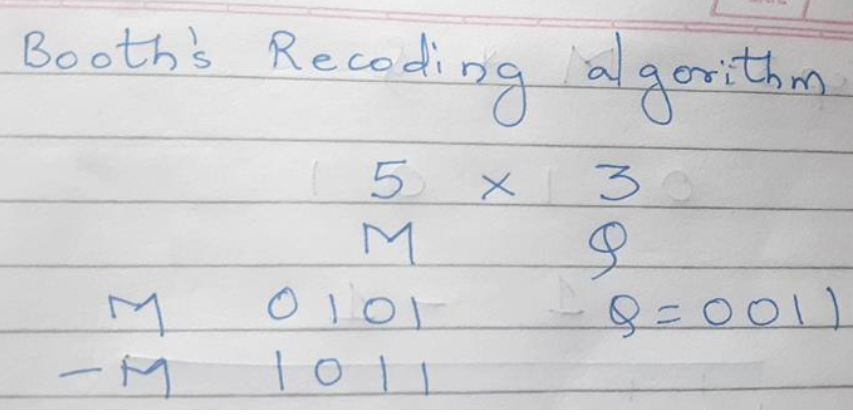 Booth's Recoding algorithm
5 × 3
M Q
M 0101 Q = 0011
-M 1011